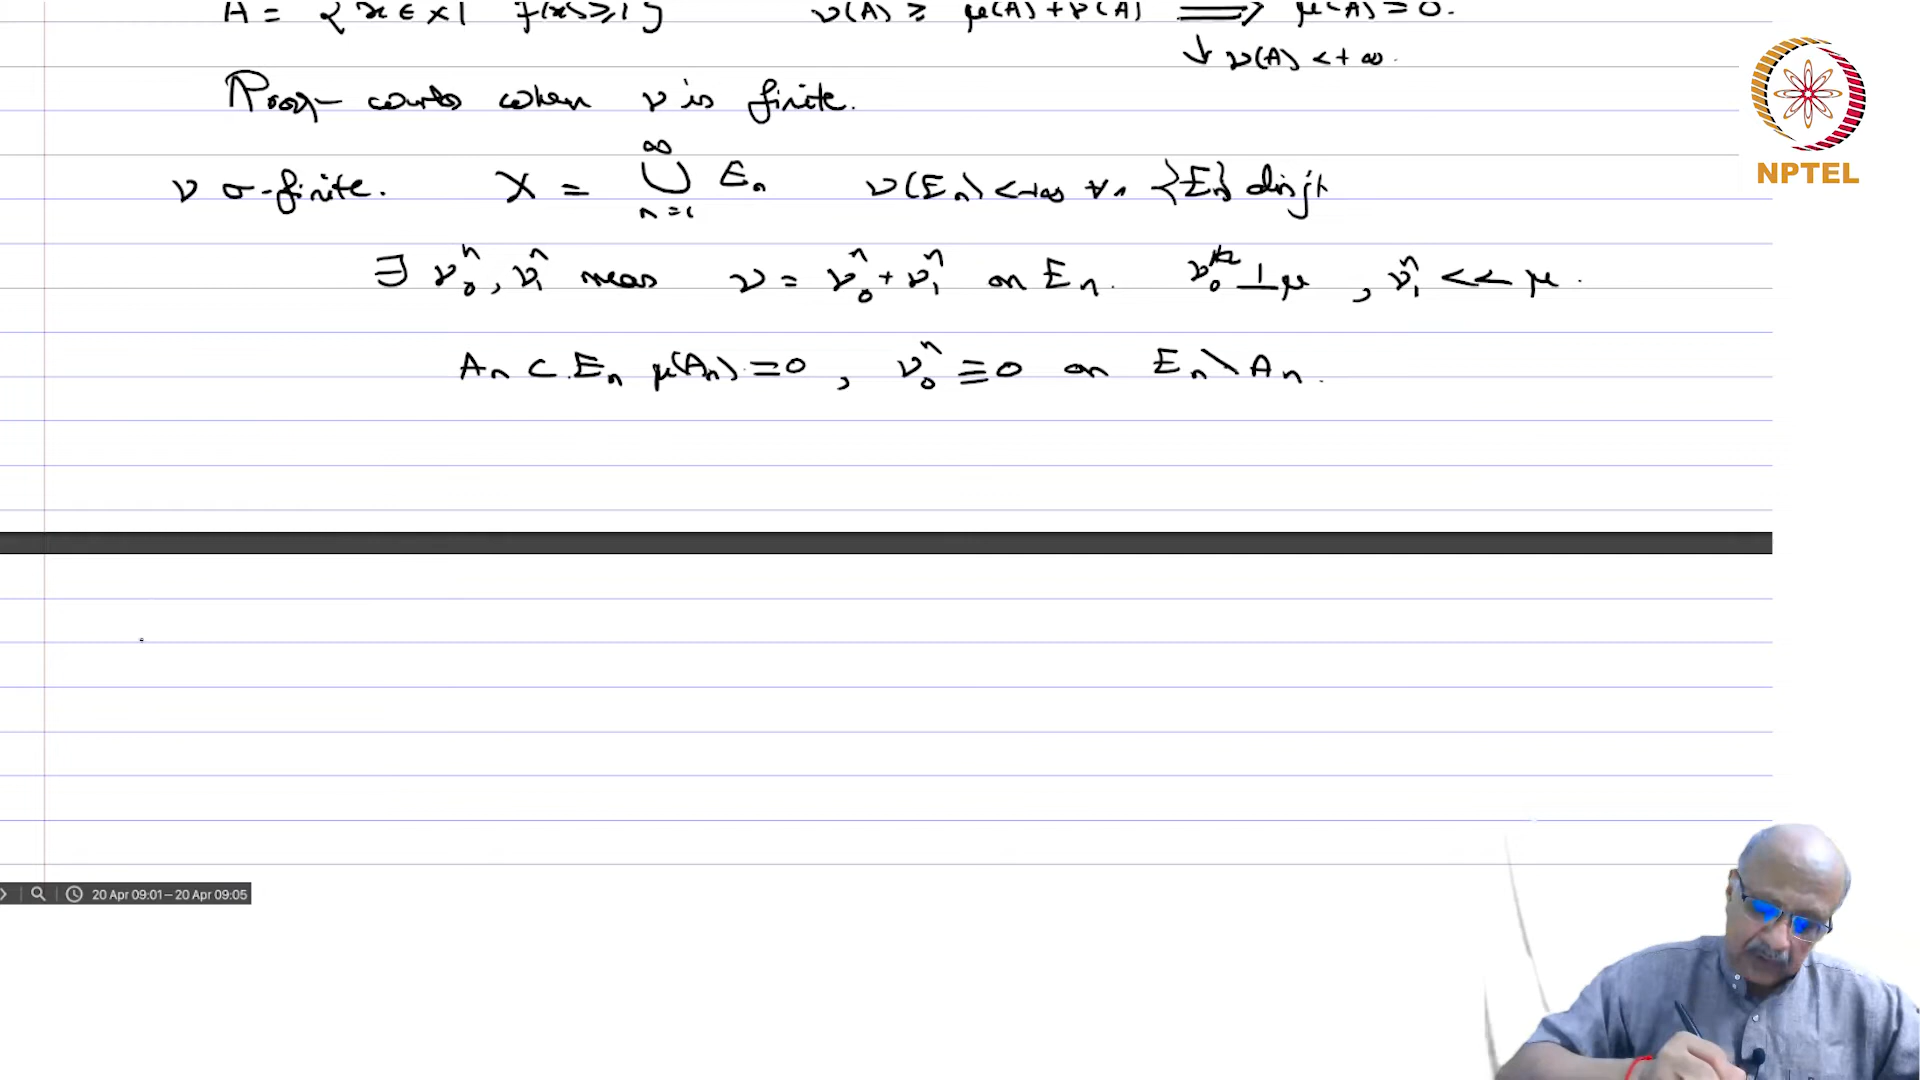 A = {x ∈ X | f(x) ≥ 1} ν(A) ≥ μ(A) + ν(A) ⟹ μ(A) = 0.
↓ ν(A) < +∞.
Proof works when ν is finite.
ν σ-finite. X = ⋃_{n=1}^{∞} E_n ν(E_n) < +∞ ∀n {E_n} disjt
∃ ν_0^n, ν_1^n meas ν = ν_0^n + ν_1^n on E_n. ν_0^n ⊥ μ, ν_1^n << μ.
A_n ⊂ E_n μ(A_n) = 0, ν_0^n ≡ 0 on E_n \ A_n.
NPTEL
20 Apr 09:01 – 20 Apr 09:05